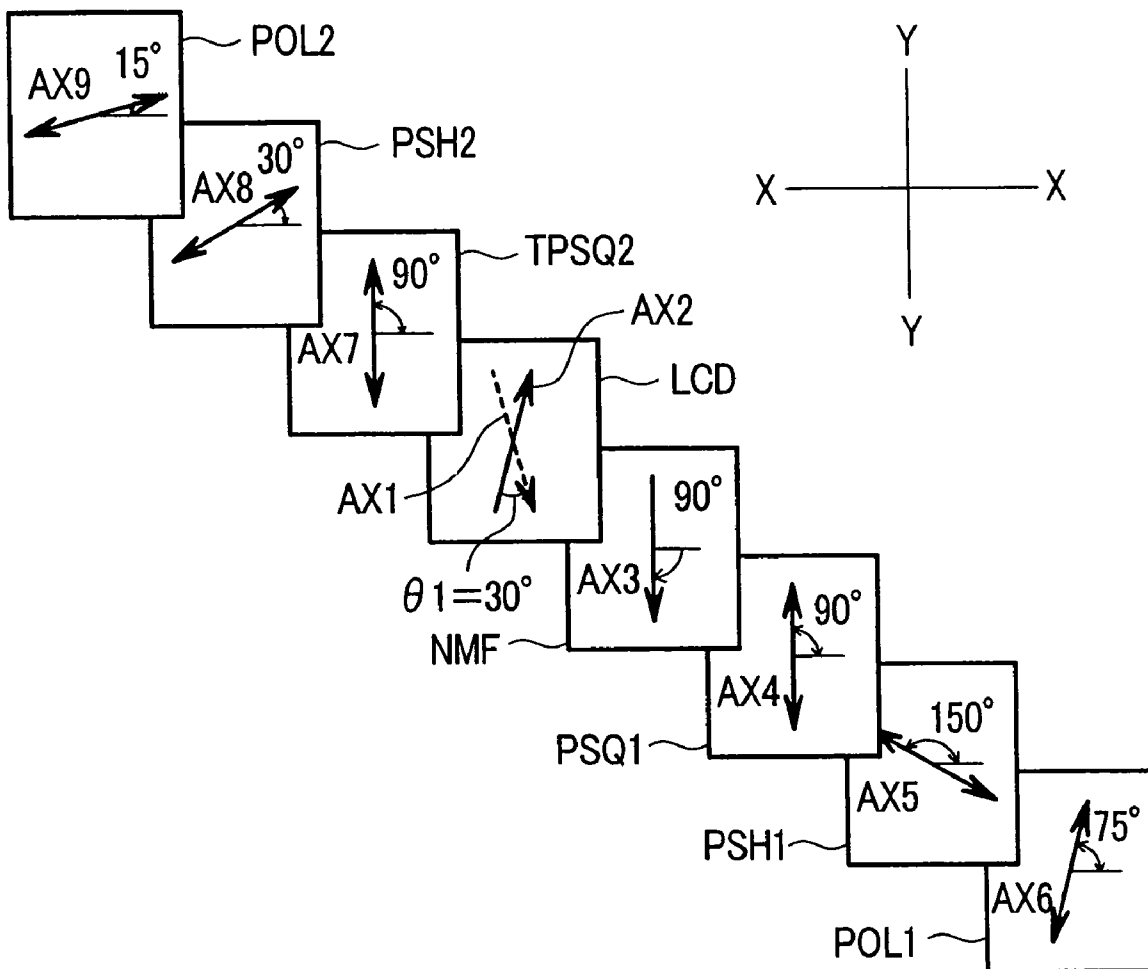 POL2
15°
AX9
PSH2
30°
AX8
Y
X
X
Y
TPSQ2
90°
AX7
AX2
LCD
AX1
θ1=30°
90°
AX3
NMF
90°
AX4
PSQ1
150°
AX5
PSH1
75°
AX6
POL1